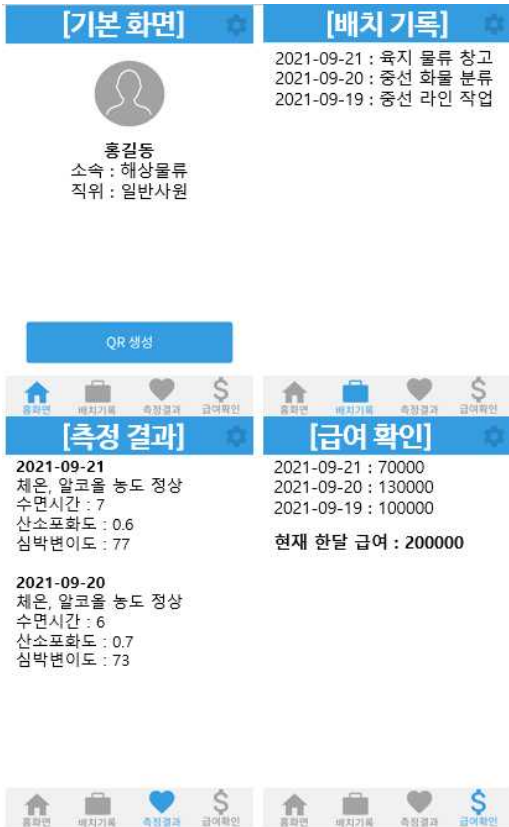 [기본 화면]
홍길동
소속 : 해상물류
직위 : 일반사원
QR 생성
홈화면 배치기록 측정결과 급여확인
[배치 기록]
2021-09-21 : 육지 물류 창고
2021-09-20 : 중선 화물 분류
2021-09-19 : 중선 라인 작업
홈화면 배치기록 측정결과 급여확인
[측정 결과]
2021-09-21
체온, 알코올 농도 정상
수면시간 : 7
산소포화도 : 0.6
심박변이도 : 77
2021-09-20
체온, 알코올 농도 정상
수면시간 : 6
산소포화도 : 0.7
심박변이도 : 73
홈화면 배치기록 측정결과 급여확인
[급여 확인]
2021-09-21 : 70000
2021-09-20 : 130000
2021-09-19 : 100000
현재 한달 급여 : 200000
홈화면 배치기록 측정결과 급여확인